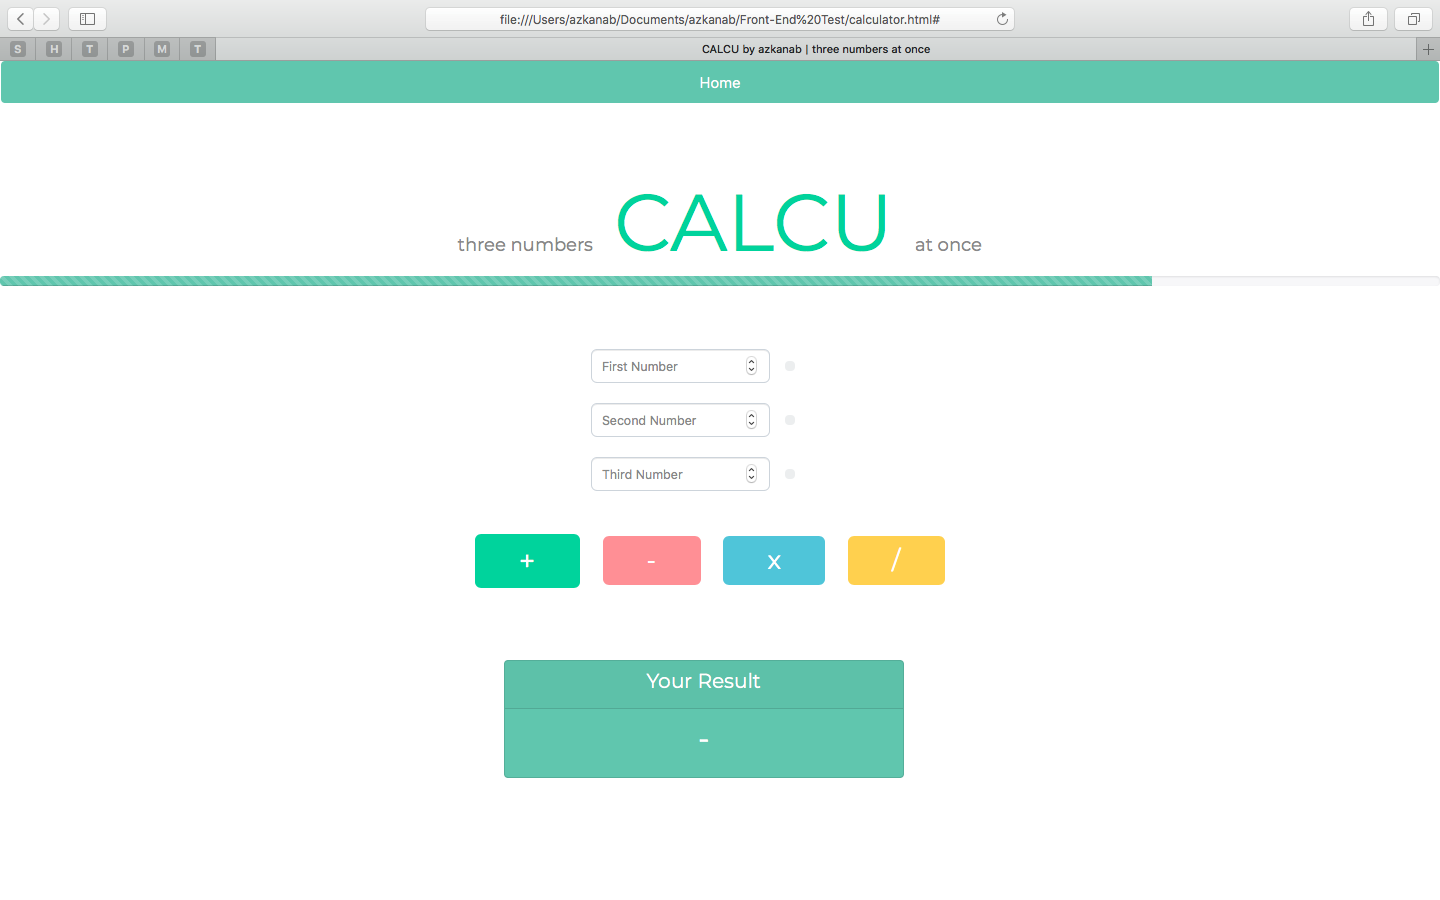 file:///Users/azkanab/Documents/azkanab/Front-End%20Test/calculator.html#
S H T P M T CALCU by azkanab | three numbers at once
Home
three numbers CALCU at once
First Number
Second Number
Third Number
+ - x /
Your Result
-